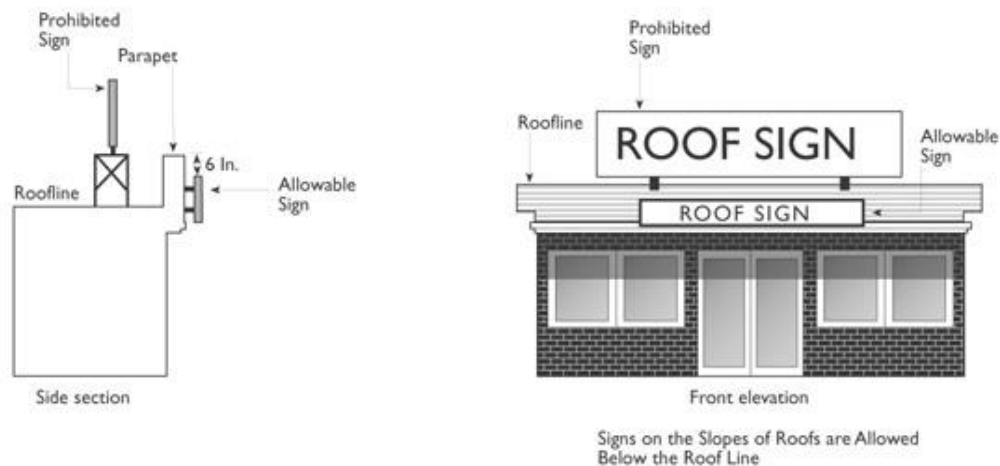 Prohibited
Sign
Parapet
6 In.
Roofline
Allowable
Sign
Side section
Prohibited
Sign
Roofline
ROOF SIGN
Allowable
Sign
ROOF SIGN
Front elevation
Signs on the Slopes of Roofs are Allowed
Below the Roof Line